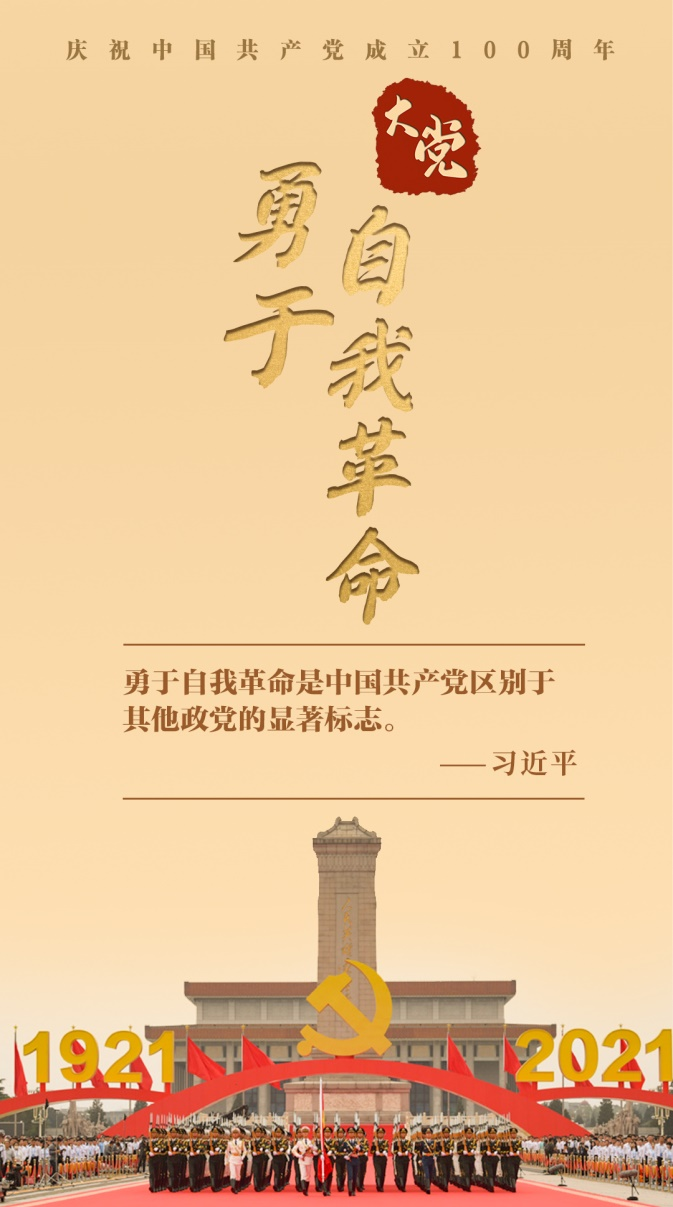 庆祝中国共产党成立100周年
大党
自我革命
勇于
勇于自我革命是中国共产党区别于
其他政党的显著标志。
——习近平
1921
2021